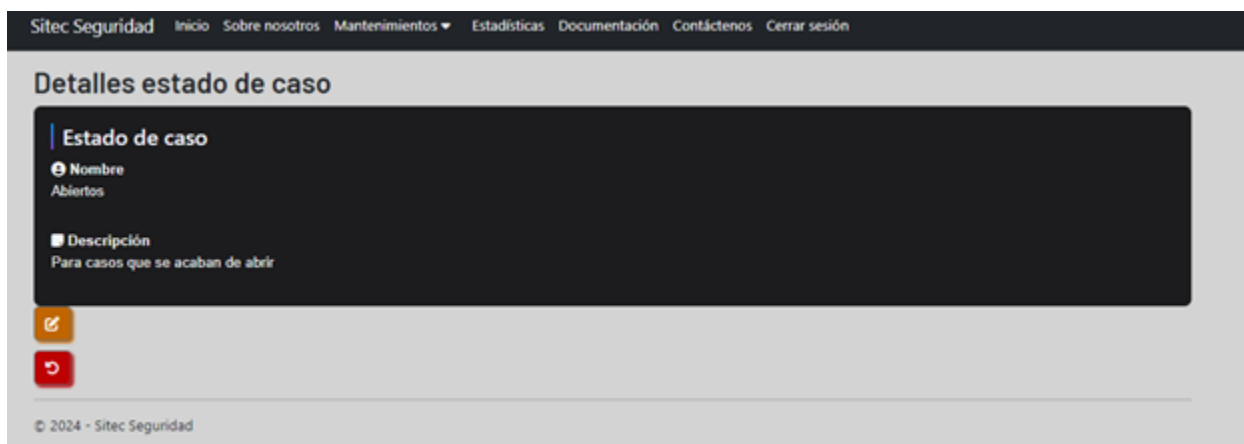 Sitec Seguridad Inicio Sobre nosotros Mantenimientos Estadísticas Documentación Contáctenos Cerrar sesión
Detalles estado de caso
Estado de caso
Nombre
Abiertos
Descripción
Para casos que se acaban de abrir
© 2024 - Sitec Seguridad